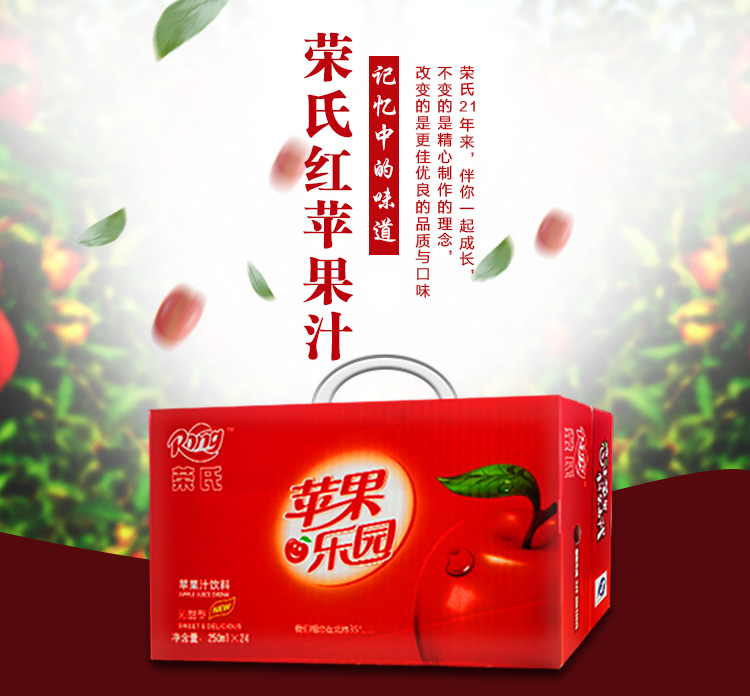 荣氏红苹果汁
记忆中的味道
荣氏21年来，伴你一起成长，
不变的是精心制作的理念，
改变的是更佳优良的品质与口味
Rong™
荣氏
苹果
乐园
苹果汁饮料
APPLE JUICE DRINK
NEW
SWEET & DELICIOUS
净含量：250ml×24
Rong
荣氏